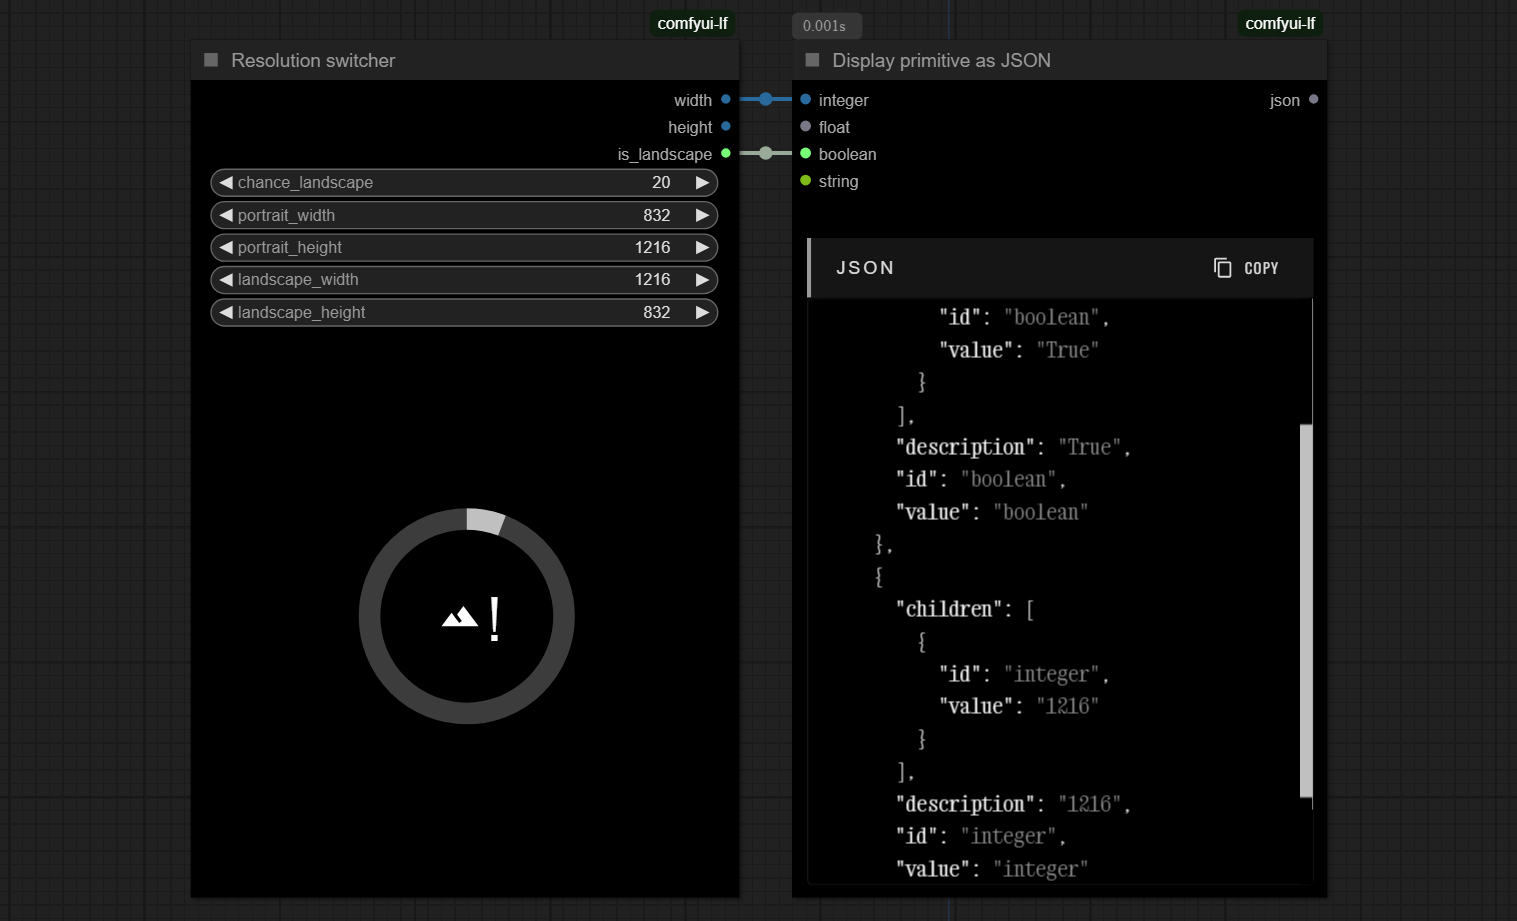 comfyui-lf
Resolution switcher
width
height
is_landscape
chance_landscape 20
portrait_width 832
portrait_height 1216
landscape_width 1216
landscape_height 832
!
0.001s
comfyui-lf
Display primitive as JSON
integer json
float
boolean
string
JSON COPY
"id": "boolean",
"value": "True"
}
],
"description": "True",
"id": "boolean",
"value": "boolean"
},
{
"children": [
{
"id": "integer",
"value": "1216"
}
],
"description": "1216",
"id": "integer",
"value": "integer"